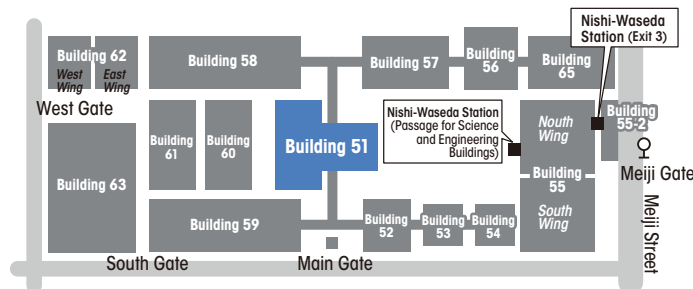 Nishi-Waseda
Station (Exit 3)
Building 62
West
Wing
East
Wing
Building 58
Building 57
Building
56
Building
65
West Gate
Building
61
Building
60
Building 51
Nishi-Waseda Station
(Passage for Science
and Engineering
Buildings)
Nouth
Wing
Building
55-2
Building 63
Building
55
Meiji Gate
Building 59
Building
52
Building
53
Building
54
South
Wing
Meiji Street
South Gate
Main Gate